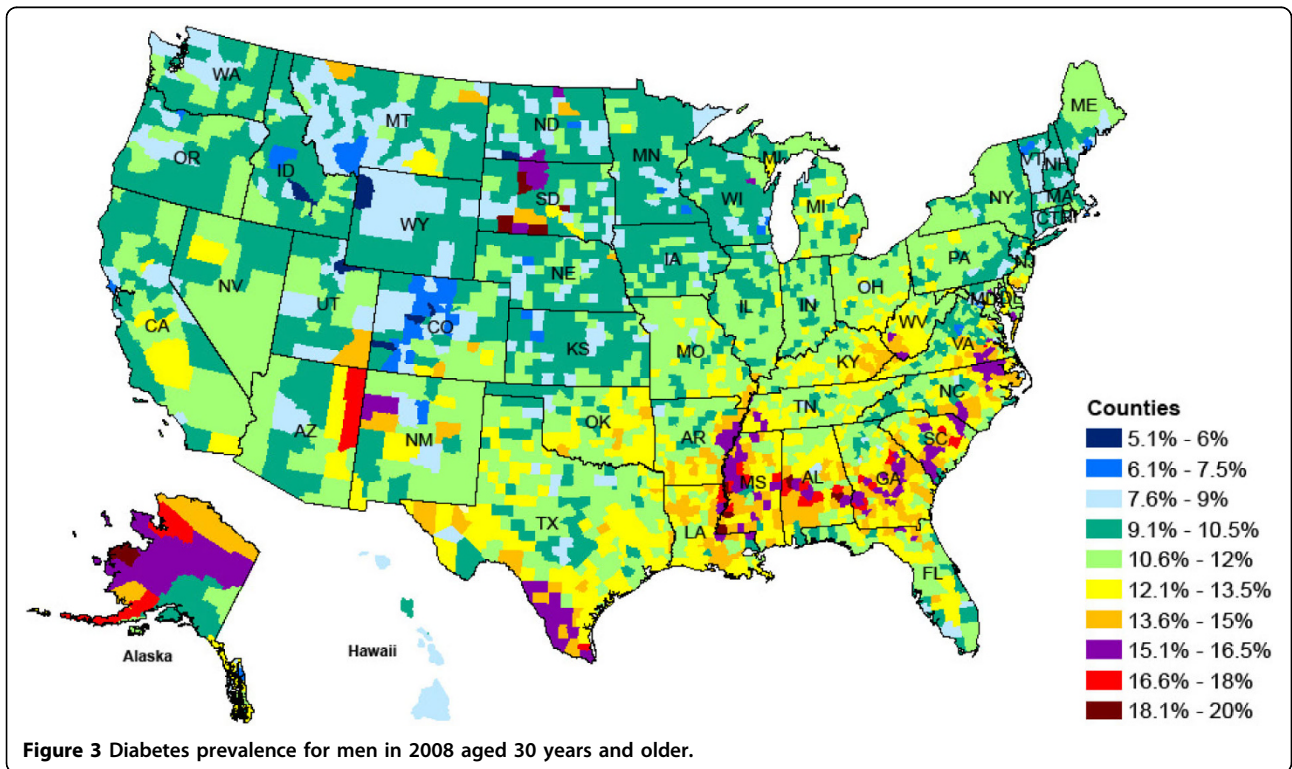 WA
MT
ND
MN
ME
OR
ID
WY
SD
WI
MI
MI
NY
VT
NH
MA
CT
RI
NV
UT
CO
NE
IA
IL
IN
OH
PA
NJ
MD
DE
CA
KS
MO
KY
WV
VA
AZ
NM
OK
AR
TN
NC
SC
TX
LA
MS
AL
GA
FL
Alaska
Hawaii
Counties
5.1% - 6%
6.1% - 7.5%
7.6% - 9%
9.1% - 10.5%
10.6% - 12%
12.1% - 13.5%
13.6% - 15%
15.1% - 16.5%
16.6% - 18%
18.1% - 20%
Figure 3 Diabetes prevalence for men in 2008 aged 30 years and older.